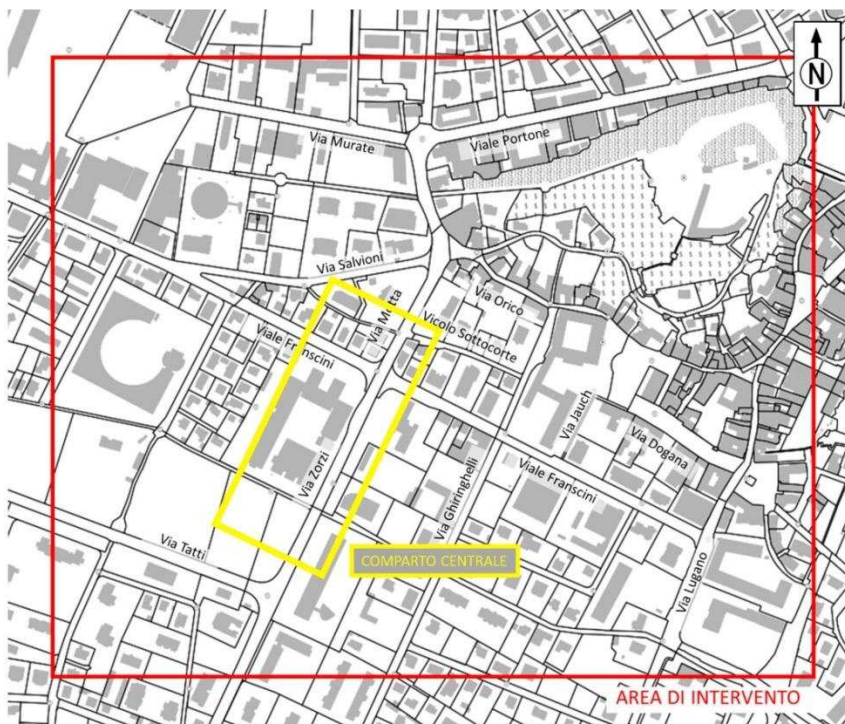 N
Via Murate
Viale Portone
Via Salvioni
Via Motta
Via Orico
Vicolo Sottocorte
Viale Franscini
Via Jauch
Via Dogana
Via Zorzi
Via Ghiringhelli
Viale Franscini
Via Tatti
COMPARTO CENTRALE
Via Lugano
AREA DI INTERVENTO